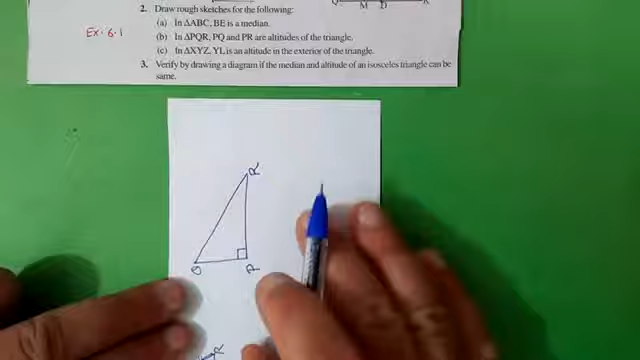 Q M D R
2. Draw rough sketches for the following:
Ex. 6.1
(a) In ΔABC, BE is a median.
(b) In ΔPQR, PQ and PR are altitudes of the triangle.
(c) In ΔXYZ, YL is an altitude in the exterior of the triangle.
3. Verify by drawing a diagram if the median and altitude of an isosceles triangle can be
same.
R
Q P
R